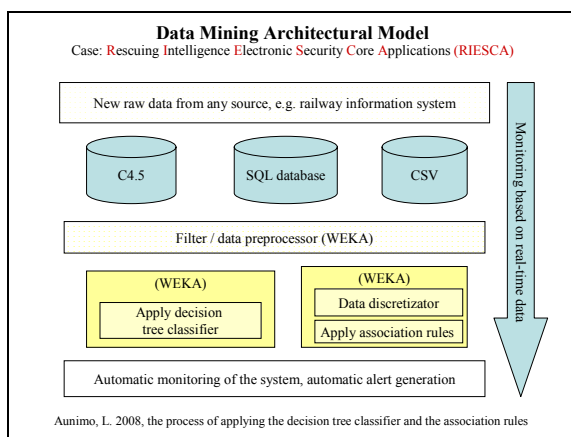 Data Mining Architectural Model
Case: Rescuing Intelligence Electronic Security Core Applications (RIESCA)
New raw data from any source, e.g. railway information system
C4.5
SQL database
CSV
Filter / data preprocessor (WEKA)
(WEKA)
Apply decision
tree classifier
(WEKA)
Data discretizator
Apply association rules
Automatic monitoring of the system, automatic alert generation
Monitoring based on real-time data
Aunimo, L. 2008, the process of applying the decision tree classifier and the association rules